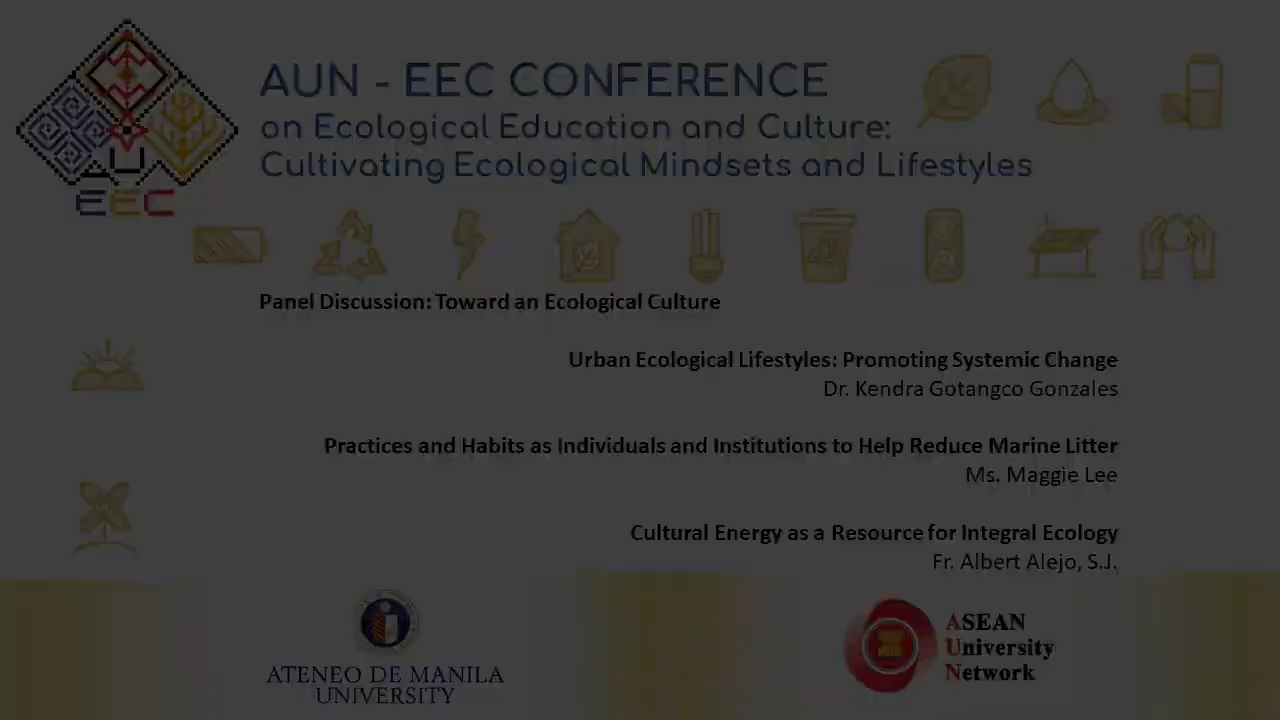 AUN - EEC CONFERENCE
on Ecological Education and Culture:
Cultivating Ecological Mindsets and Lifestyles
AUN
EEC
Panel Discussion: Toward an Ecological Culture
Urban Ecological Lifestyles: Promoting Systemic Change
Dr. Kendra Gotangco Gonzales
Practices and Habits as Individuals and Institutions to Help Reduce Marine Litter
Ms. Maggie Lee
Cultural Energy as a Resource for Integral Ecology
Fr. Albert Alejo, S.J.
ATENEO DE MANILA
UNIVERSITY
ASEAN
University
Network